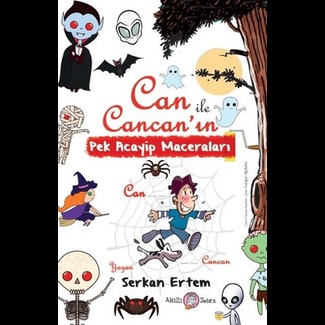 Can ile
Cancan'ın
Pek Acayip Maceraları
Can
Yazan
Cancan
Serkan Ertem
Akıllı Zebra